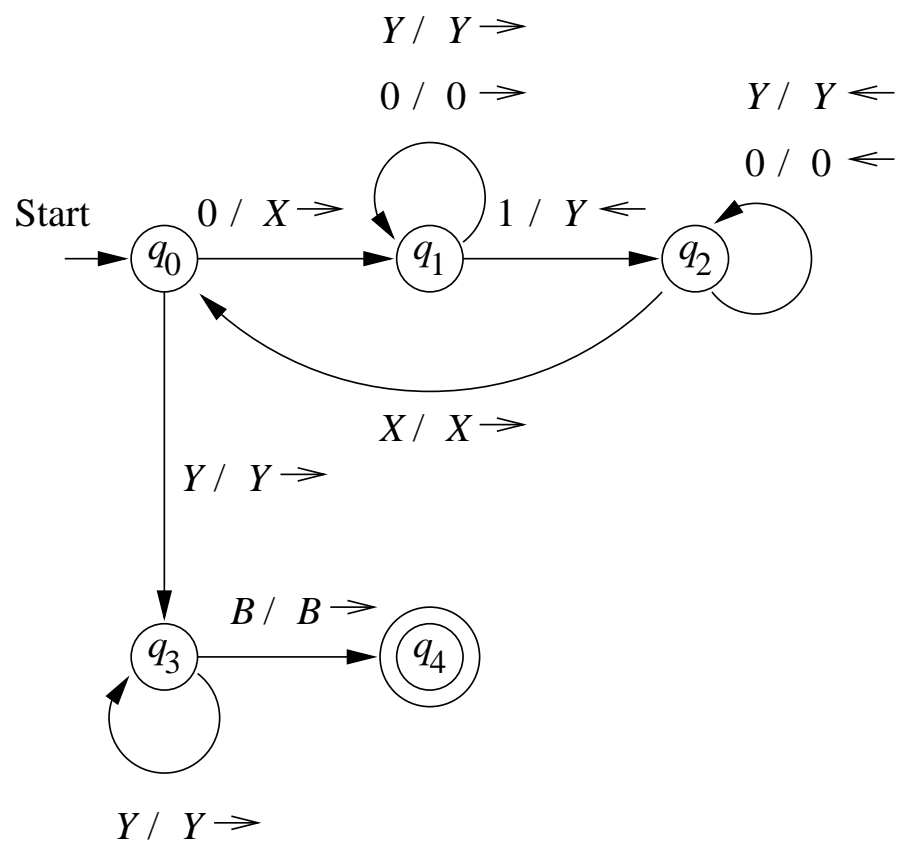 Y / Y →
0 / 0 →
Y / Y ←
0 / 0 ←
Start
0 / X →
1 / Y ←
q0
q1
q2
X / X →
Y / Y →
B / B →
q3
q4
Y / Y →